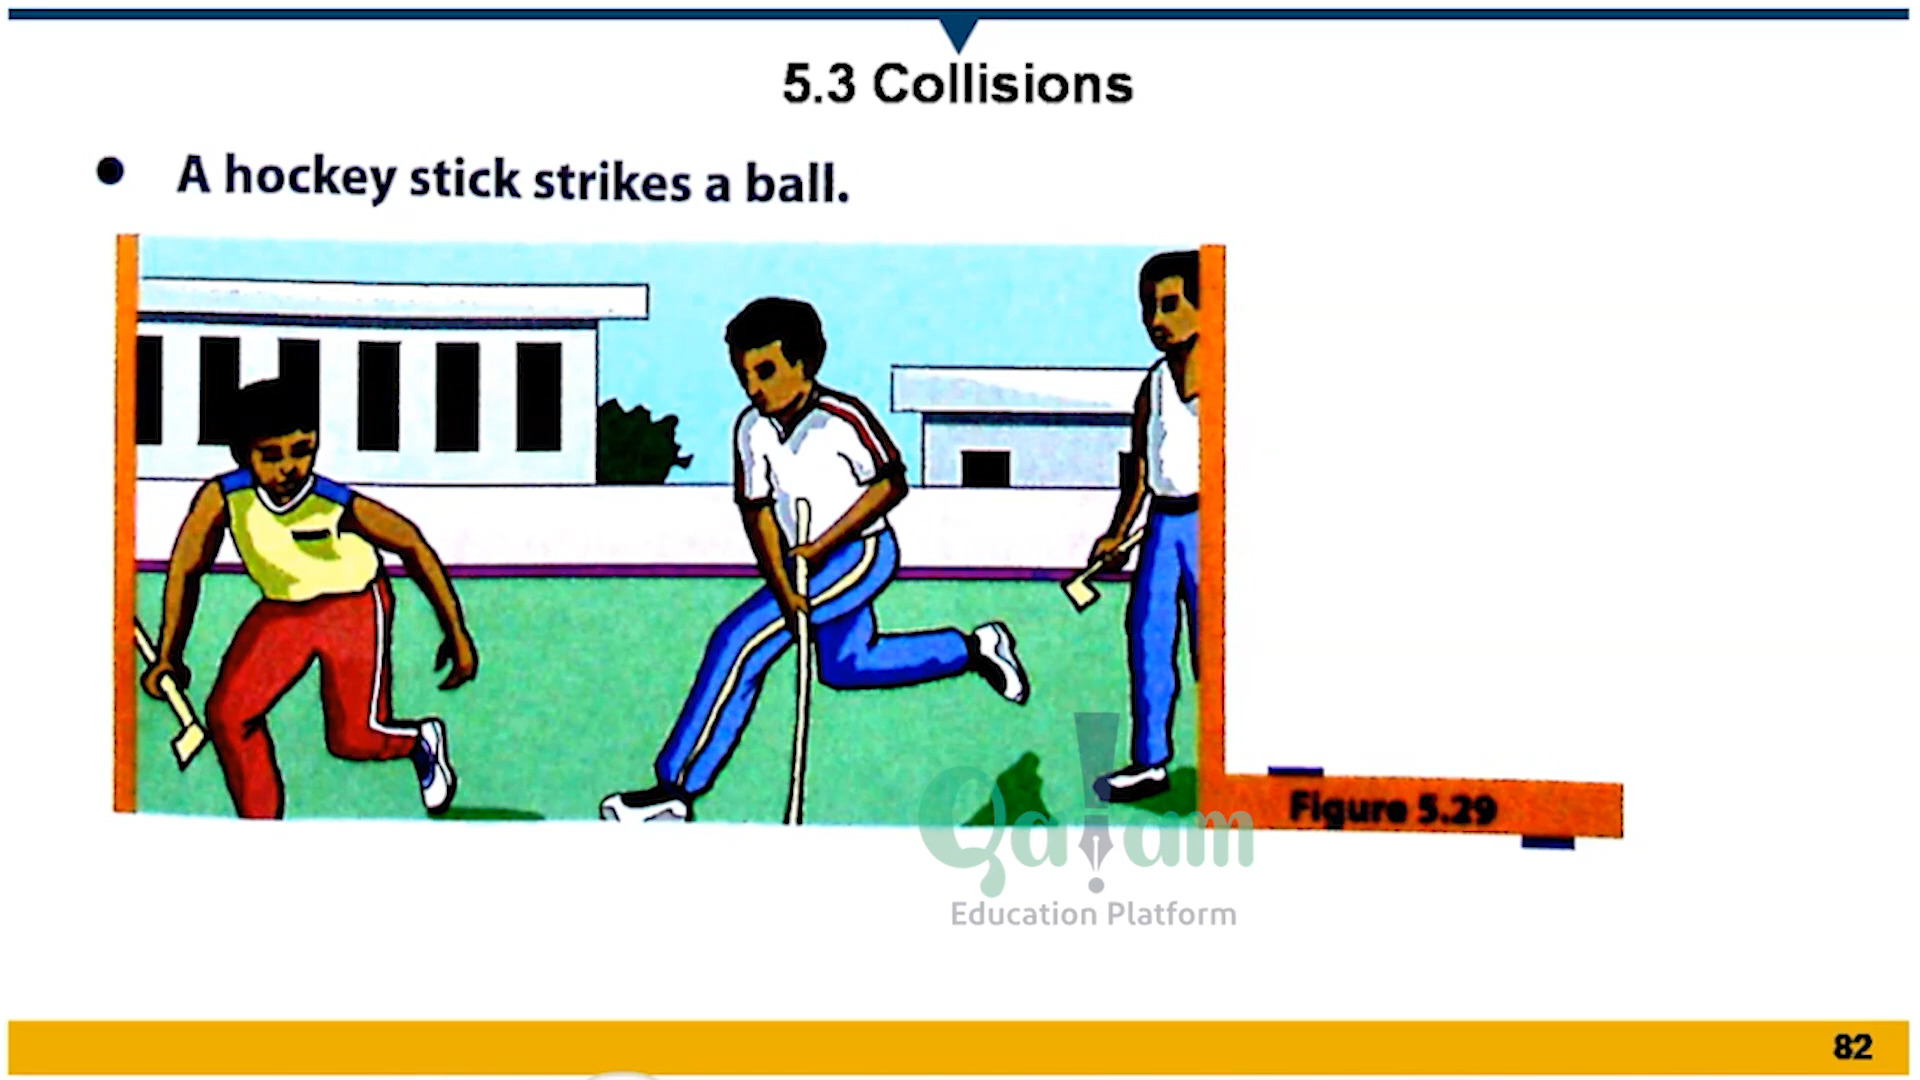 5.3 Collisions
● A hockey stick strikes a ball.
Figure 5.29
Qalam
Education Platform
82